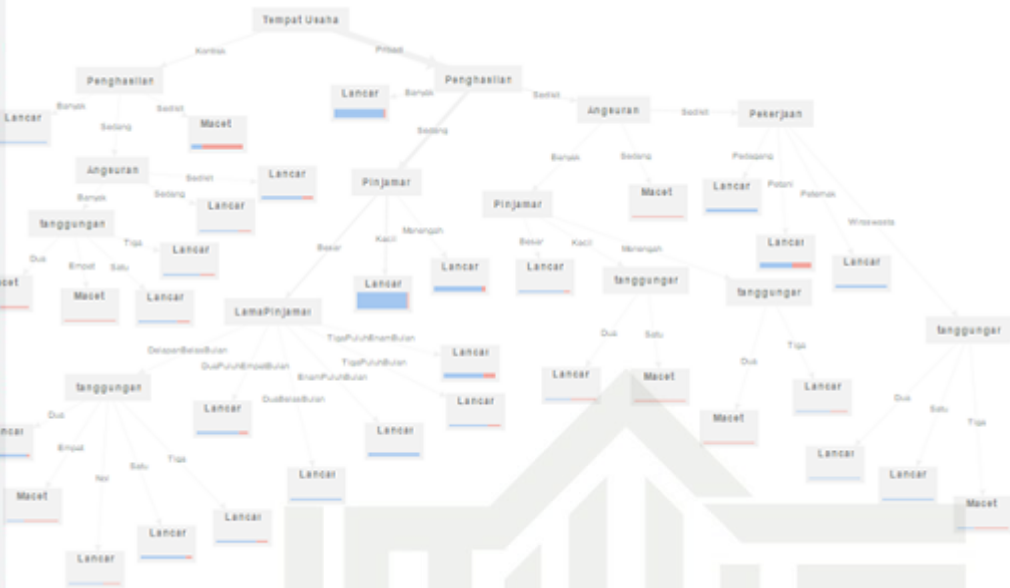 Tempat Usaha
Kontrak Pribadi
Penghasilan Penghasilan
Banyak Sedang Sedikit Banyak Sedang Sedikit
Lancar Macet Lancar Angsuran Sedikit Pekerjaan
Angsuran Banyak Sedang Pedagang Petani Peternak Wiraswasta
Banyak Sedang Sedikit Lancar Pinjaman Pinjaman Macet Lancar
tanggungan Lancar Besar Kecil Menengah Besar Kecil Menengah
Dua Empat Satu Tiga Lancar Lancar Lancar Lancar Lancar Lancar
Macet Lancar tanggungan tanggungan
LamaPinjaman tanggungan
DelapanBelasBulan DuaPuluhEmpatBulan DuaBelasBulan EnamPuluhBulan TigaPuluhBulan TigaPuluhEnamBulan
Dua Satu Dua Tiga
tanggungan Lancar Lancar Lancar Macet Lancar
Dua Empat Nol Satu Tiga Lancar Lancar Macet Dua Satu Tiga
Macet Lancar Lancar Lancar Lancar Lancar Lancar Macet